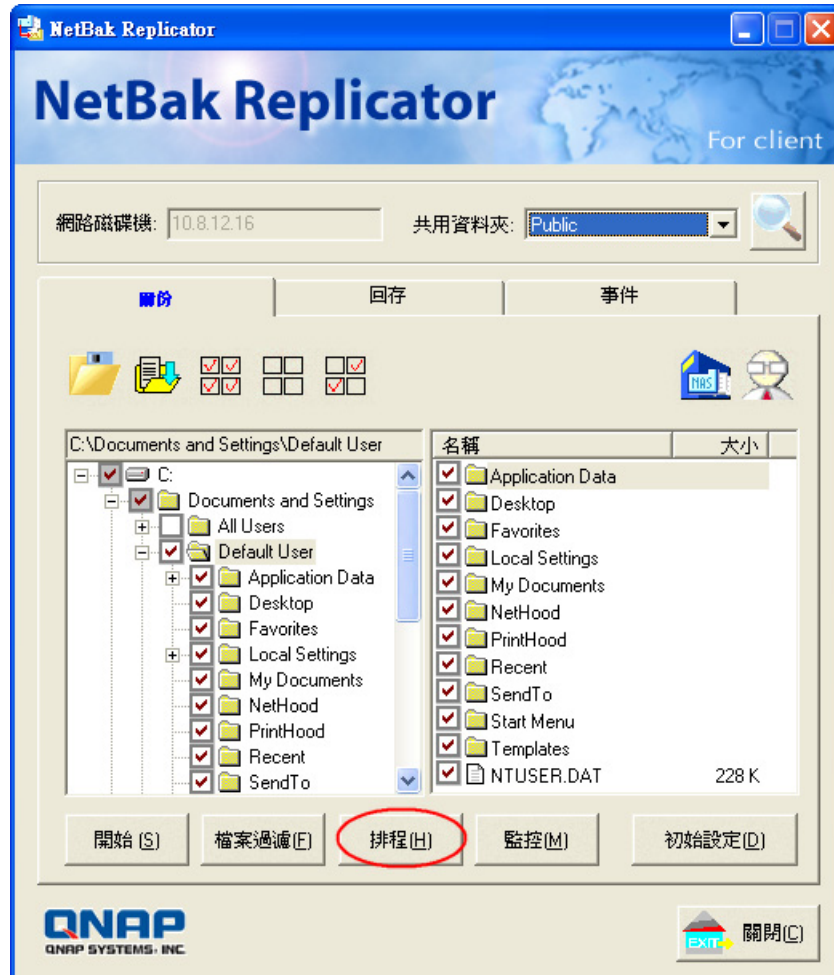 NetBak Replicator
NetBak Replicator
For client
網路磁碟機: 10.8.12.16 共用資料夾: Public
備份 回存 事件
NAS
C:\Documents and Settings\Default User 名稱 大小
C:
Documents and Settings
All Users
Default User
Application Data
Desktop
Favorites
Local Settings
My Documents
NetHood
PrintHood
Recent
SendTo
Application Data
Desktop
Favorites
Local Settings
My Documents
NetHood
PrintHood
Recent
SendTo
Start Menu
Templates
NTUSER.DAT 228 K
開始 (S) 檔案過濾(F) 排程(H) 監控(M) 初始設定(D)
QNAP
QNAP SYSTEMS, INC.
EXIT 關閉(C)